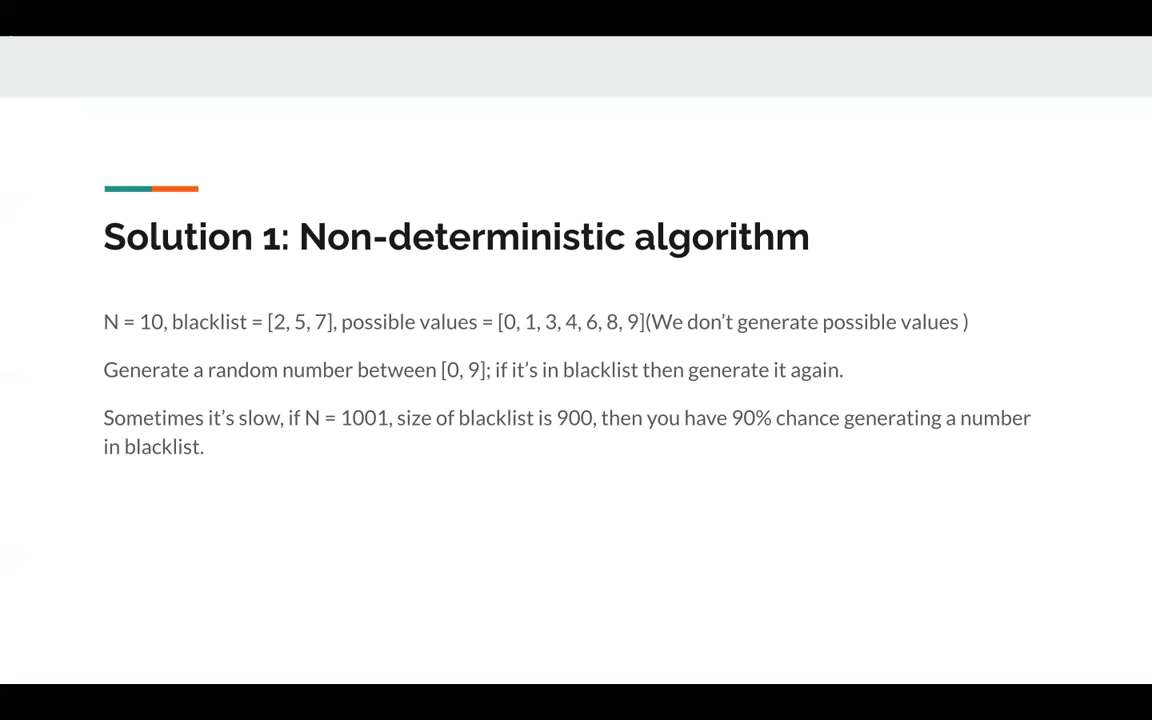 Solution 1: Non-deterministic algorithm
N = 10, blacklist = [2, 5, 7], possible values = [0, 1, 3, 4, 6, 8, 9](We don’t generate possible values )
Generate a random number between [0, 9]; if it’s in blacklist then generate it again.
Sometimes it’s slow, if N = 1001, size of blacklist is 900, then you have 90% chance generating a number
in blacklist.